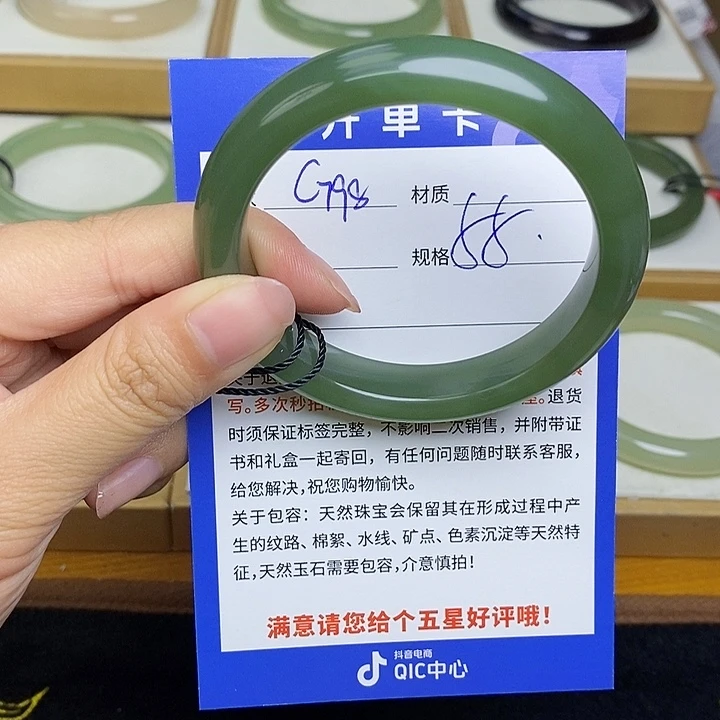 开单卡
G798 材质
规格 58.
关于退
写。多次秒拍 。退货
时须保证标签完整，不影响二次销售，并附带证
书和礼盒一起寄回，有任何问题随时联系客服，
给您解决，祝您购物愉快。
关于包容：天然珠宝会保留其在形成过程中产
生的纹路、棉絮、水线、矿点、色素沉淀等天然特
征，天然玉石需要包容，介意慎拍！
满意请您给个五星好评哦！
抖音电商
QIC中心